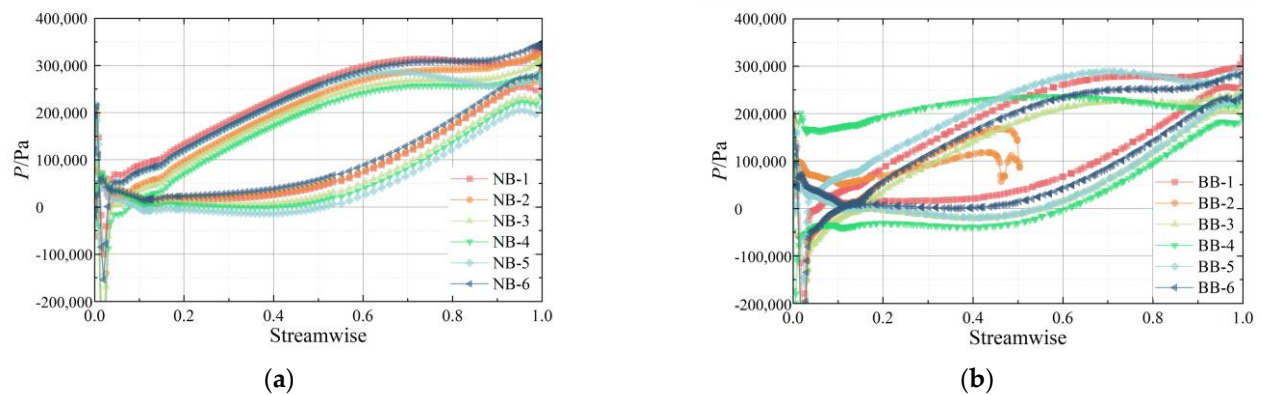 (a)
(b)
400,000
300,000
200,000
100,000
0
-100,000
-200,000
P/Pa
0.0 0.2 0.4 0.6 0.8 1.0
Streamwise
NB-1
NB-2
NB-3
NB-4
NB-5
NB-6
(a)
400,000
300,000
200,000
100,000
0
-100,000
-200,000
P/Pa
0.0 0.2 0.4 0.6 0.8 1.0
Streamwise
BB-1
BB-2
BB-3
BB-4
BB-5
BB-6
(b)